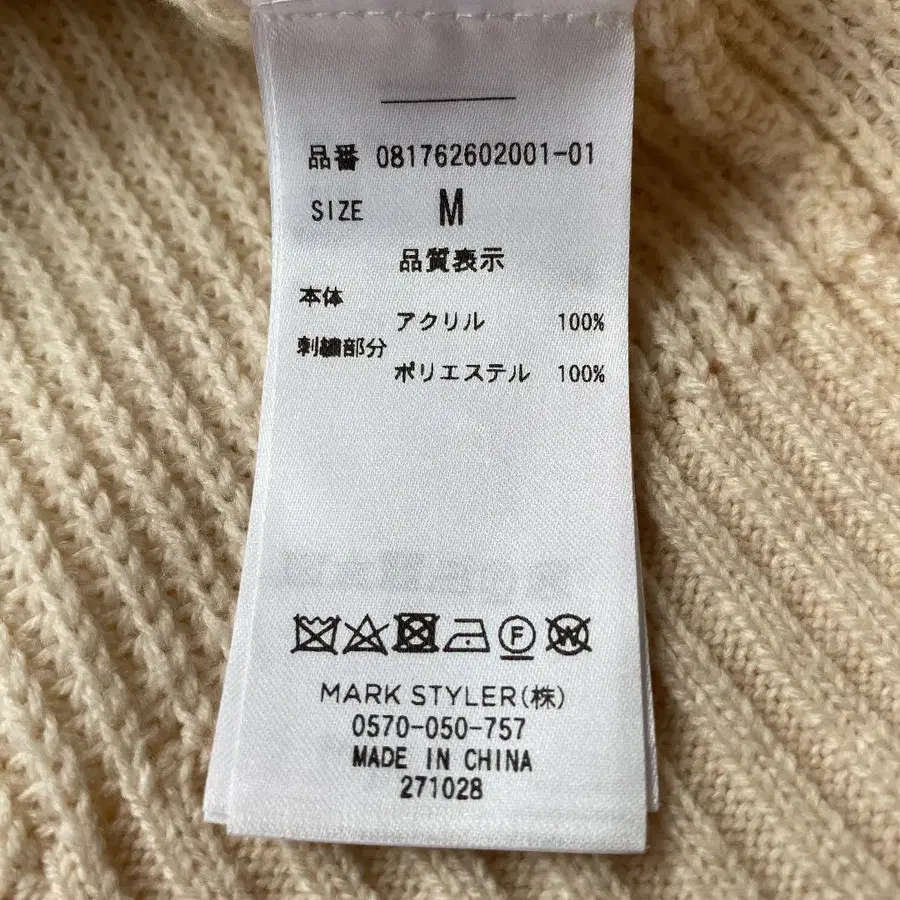 品番 081762602001-01
SIZE M
品質表示
本体
アクリル 100%
刺繍部分
ポリエステル 100%
F W
MARK STYLER(株)
0570-050-757
MADE IN CHINA
271028